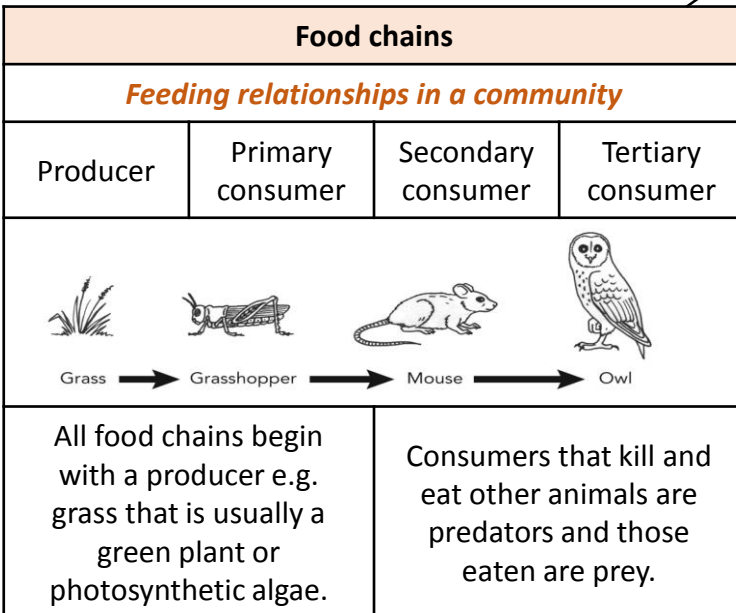 Food chains
Feeding relationships in a community
Producer
Primary
consumer
Secondary
consumer
Tertiary
consumer
Grass
Grasshopper
Mouse
Owl
All food chains begin
with a producer e.g.
grass that is usually a
green plant or
photosynthetic algae.
Consumers that kill and
eat other animals are
predators and those
eaten are prey.